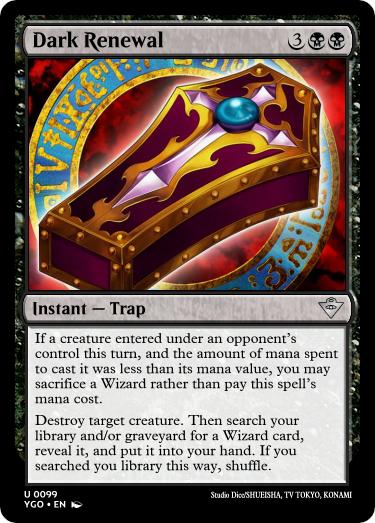 Dark Renewal 3
Instant — Trap
If a creature entered under an opponent's
control this turn, and the amount of mana spent
to cast it was less than its mana value, you may
sacrifice a Wizard rather than pay this spell's
mana cost.
Destroy target creature. Then search your
library and/or graveyard for a Wizard card,
reveal it, and put it into your hand. If you
searched you library this way, shuffle.
U 0099
YGO • EN Studio Dice/SHUEISHA, TV TOKYO, KONAMI